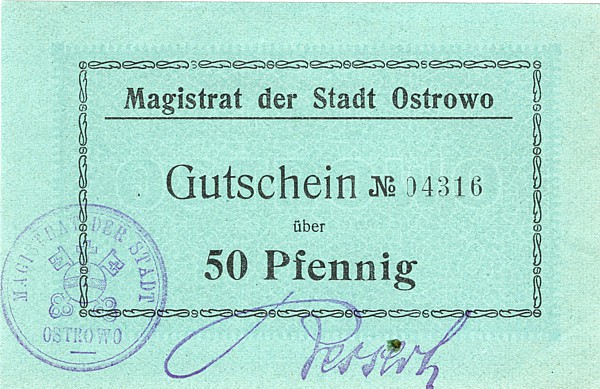 Magistrat der Stadt Ostrowo
Gutschein № 04316
über
50 Pfennig
MAGISTRAT DER STADT
OSTROWO